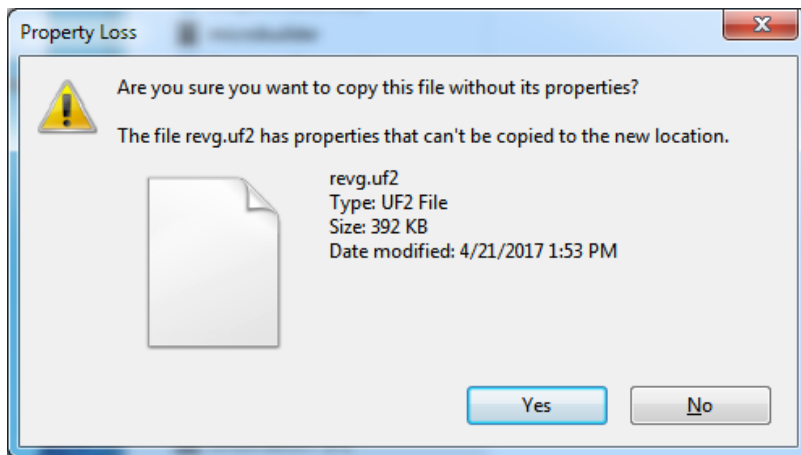 Property Loss
Are you sure you want to copy this file without its properties?
The file revg.uf2 has properties that can't be copied to the new location.
revg.uf2
Type: UF2 File
Size: 392 KB
Date modified: 4/21/2017 1:53 PM
Yes
No